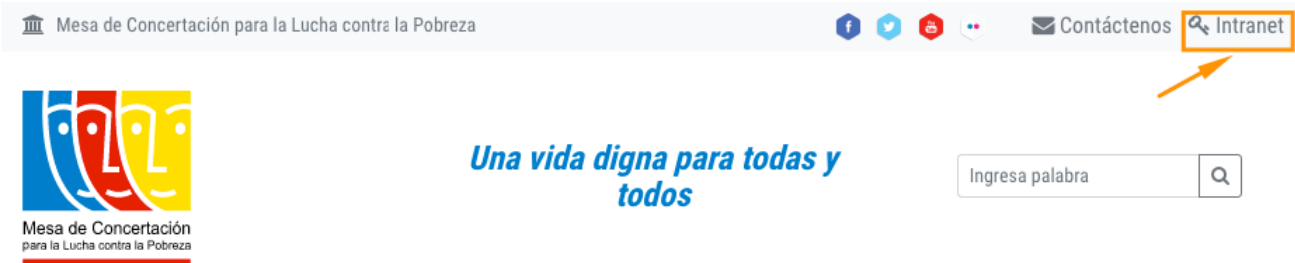 Mesa de Concertación para la Lucha contra la Pobreza
Contáctenos
Intranet
Una vida digna para todas y
todos
Ingresa palabra
Mesa de Concertación
para la Lucha contra la Pobreza